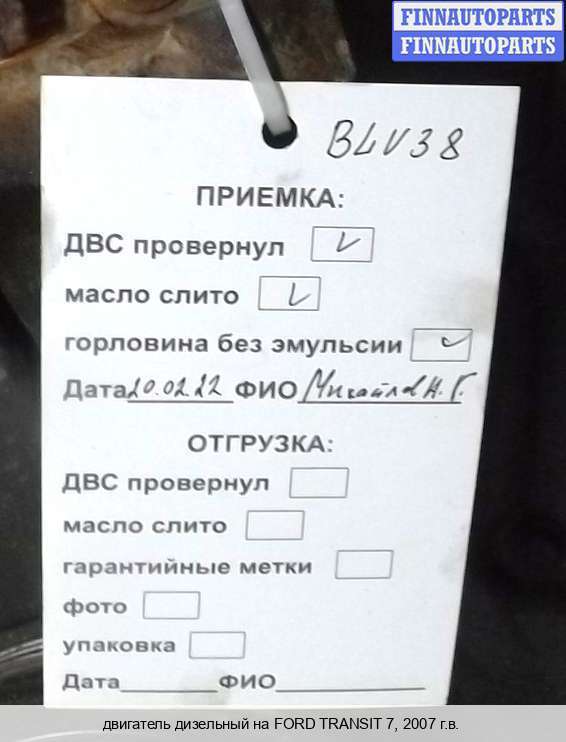 FINNAUTOPARTS
FINNAUTOPARTS
BLV38
ПРИЕМКА:
ДВС провернул
масло слито
горловина без эмульсии
Дата 20.02.22 ФИО Михайлов Н. Г.
ОТГРУЗКА:
ДВС провернул
масло слито
гарантийные метки
фото
упаковка
Дата ФИО
двигатель дизельный на FORD TRANSIT 7, 2007 г.в.